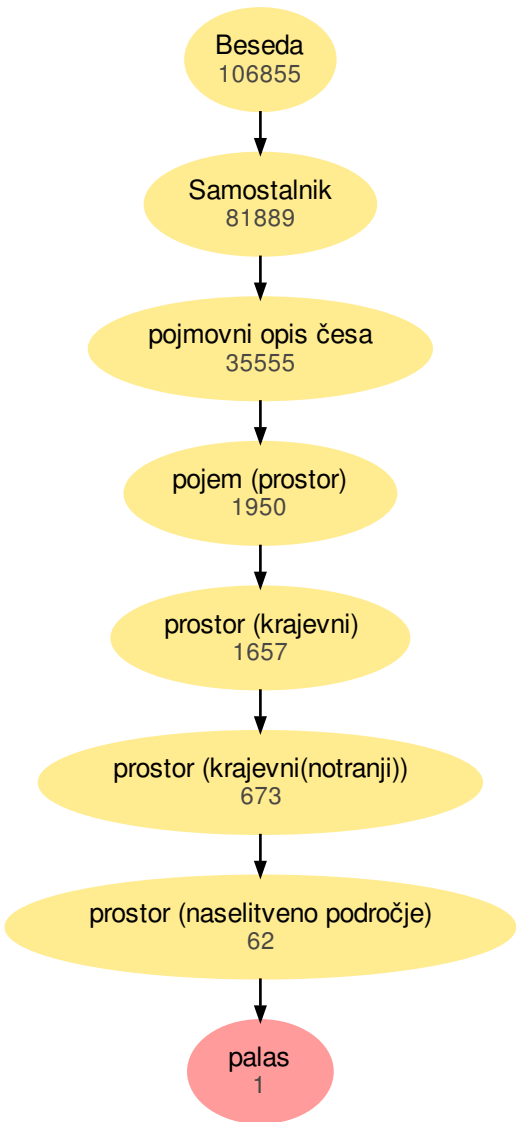 Beseda
106855
Samostalnik
81889
pojmovni opis česa
35555
pojem (prostor)
1950
prostor (krajevni)
1657
prostor (krajevni(notranji))
673
prostor (naselitveno področje)
62
palas
1